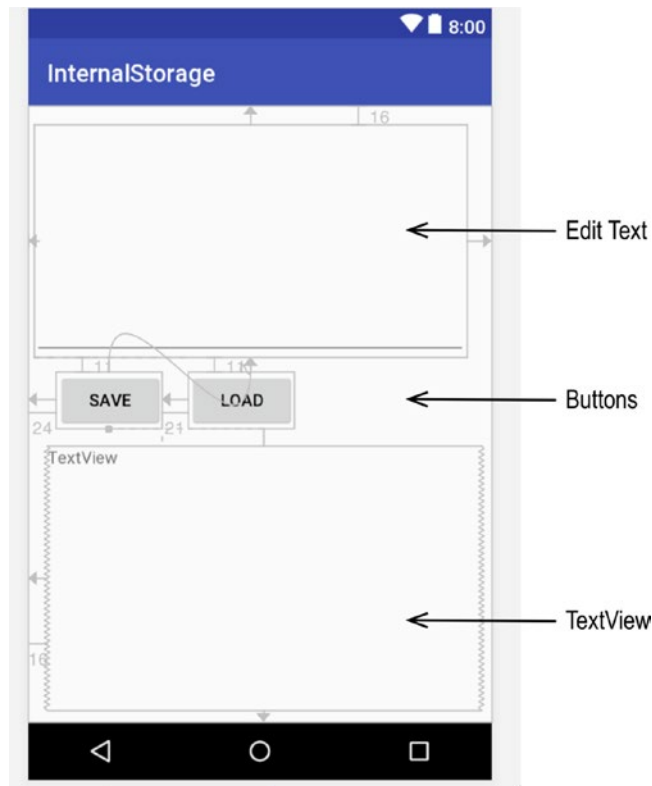 8:00
InternalStorage
16
Edit Text
11
11
SAVE
LOAD
Buttons
24
21
TextView
TextView
16